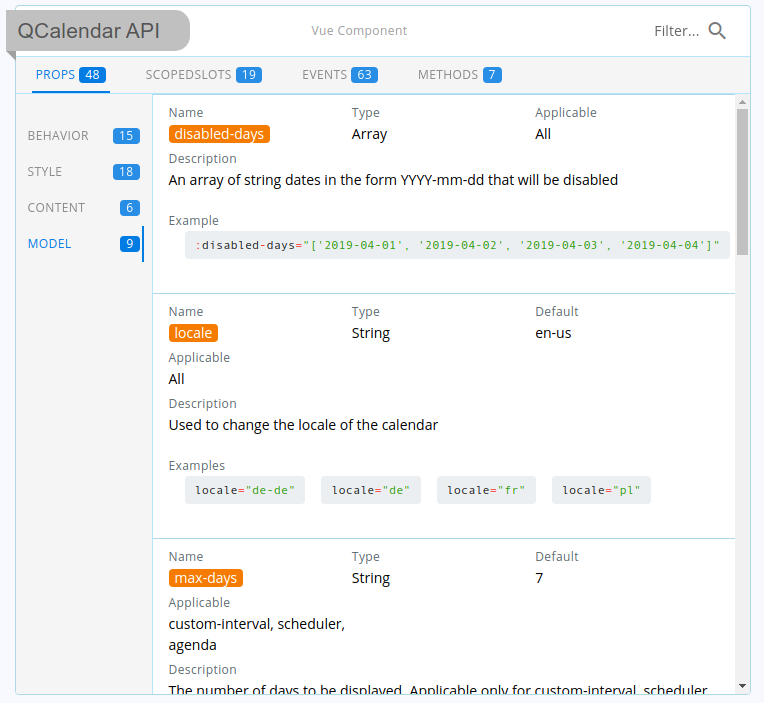 QCalendar API
Vue Component
Filter...
PROPS 48 SCOPEDSLOTS 19 EVENTS 63 METHODS 7
BEHAVIOR 15
STYLE 18
CONTENT 6
MODEL 9
Name Type Applicable
disabled-days Array All
Description
An array of string dates in the form YYYY-mm-dd that will be disabled
Example
:disabled-days="['2019-04-01', '2019-04-02', '2019-04-03', '2019-04-04']"
Name Type Default
locale String en-us
Applicable
All
Description
Used to change the locale of the calendar
Examples
locale="de-de" locale="de" locale="fr" locale="pl"
Name Type Default
max-days String 7
Applicable
custom-interval, scheduler,
agenda
Description
The number of days to be displayed. Applicable only for custom-interval, scheduler